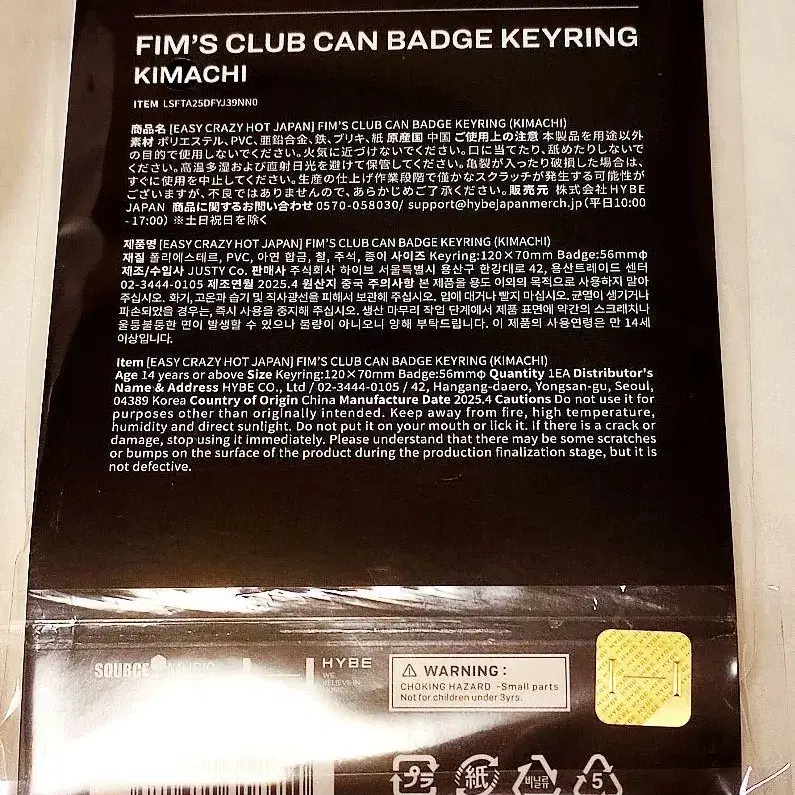 FIM'S CLUB CAN BADGE KEYRING
KIMACHI
ITEM LSFTA25DFYJ39NN0
商品名 [EASY CRAZY HOT JAPAN] FIM'S CLUB CAN BADGE KEYRING (KIMACHI)
素材 ポリエステル、PVC、亜鉛合金、鉄、ブリキ、紙 原産国 中国 ご使用上の注意 本製品を用途以外
の目的で使用しないでください。火気に近づけないでください。口に当てたり、舐めたりしないで
ください。高温多湿および直射日光を避けて保管してください。亀裂が入ったり破損した場合は、
すぐに使用を中止してください。生産の仕上げ作業段階で僅かなスクラッチが発生する可能性が
ございますが、不良ではありませんので、あらかじめご了承ください。販売元 株式会社HYBE
JAPAN 商品に関するお問い合わせ 0570-058030/ support@hybejapanmerch.jp(平日10:00
- 17:00) ※土日祝日を除く
제품명 [EASY CRAZY HOT JAPAN] FIM'S CLUB CAN BADGE KEYRING (KIMACHI)
재질 폴리에스테르, PVC, 아연 합금, 철, 주석, 종이 사이즈 Keyring:120×70mm Badge:56mmφ
제조/수입사 JUSTY Co. 판매사 주식회사 하이브 서울특별시 용산구 한강대로 42, 용산트레이드 센터
02-3444-0105 제조연월 2025.4 원산지 중국 주의사항 본 제품을 용도 이외의 목적으로 사용하지 말아
주십시오. 화기, 고온과 습기 및 직사광선을 피해서 보관해 주십시오. 입에 대거나 빨지 마십시오. 균열이 생기거나
파손되었을 경우는, 즉시 사용을 중지해 주십시오. 생산 마무리 작업 단계에서 제품 표면에 약간의 스크래치나
울퉁불퉁한 면이 발생할 수 있으나 불량이 아니오니 양해 부탁드립니다. 이 제품의 사용연령은 만 14세
이상입니다.
Item [EASY CRAZY HOT JAPAN] FIM'S CLUB CAN BADGE KEYRING (KIMACHI)
Age 14 years or above Size Keyring:120×70mm Badge:56mmφ Quantity 1EA Distributor's
Name & Address HYBE CO., Ltd / 02-3444-0105 / 42, Hangang-daero, Yongsan-gu, Seoul,
04389 Korea Country of Origin China Manufacture Date 2025.4 Cautions Do not use it for
purposes other than originally intended. Keep away from fire, high temperature,
humidity and direct sunlight. Do not put it on your mouth or lick it. If there is a crack or
damage, stop using it immediately. Please understand that there may be some scratches
or bumps on the surface of the product during the production finalization stage, but it is
not defective.
SOURCE MUSIC
HYBE
WE
BELIEVE IN
MUSIC
WARNING :
CHOKING HAZARD -Small parts
Not for children under 3yrs.
プラ
紙
비닐류
5